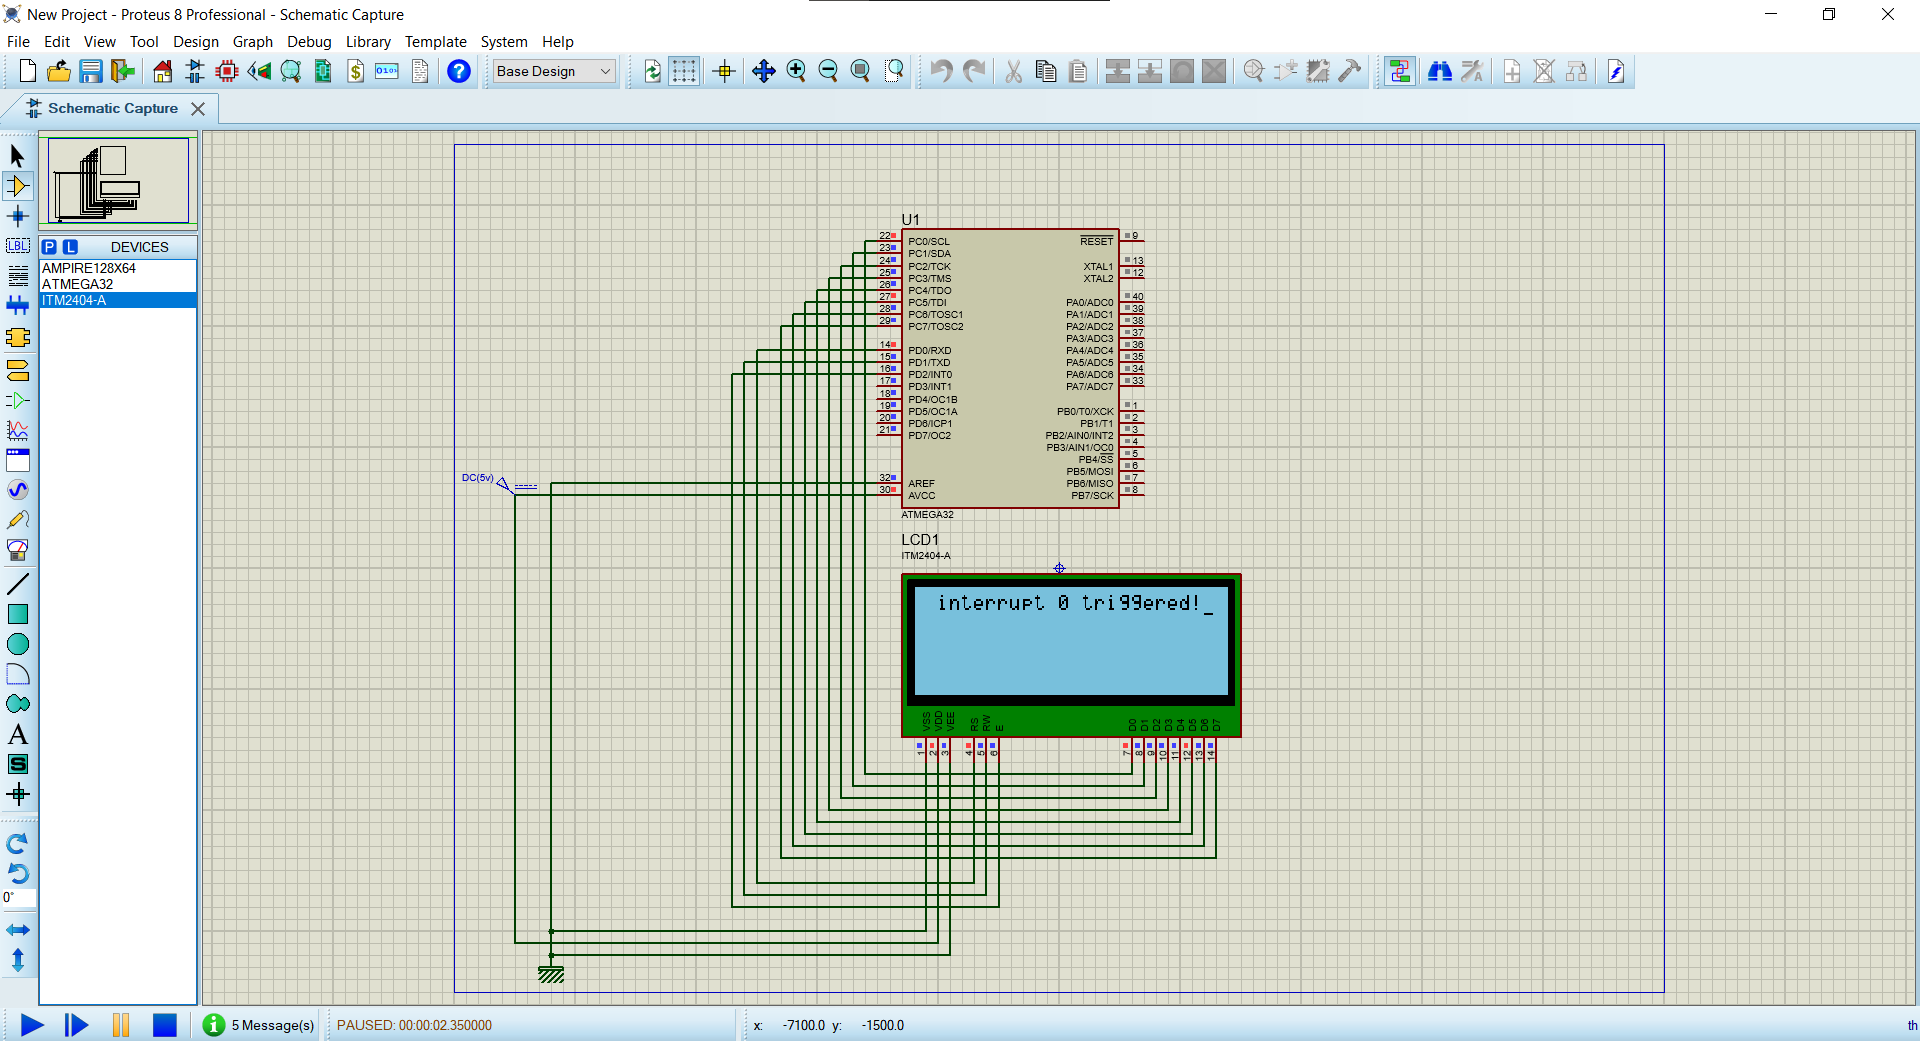 New Project - Proteus 8 Professional - Schematic Capture
File Edit View Tool Design Graph Debug Library Template System Help
Base Design
Schematic Capture
P L DEVICES
AMPIRE128X64
ATMEGA32
ITM2404-A
U1
22 PC0/SCL
23 PC1/SDA
24 PC2/TCK
25 PC3/TMS
26 PC4/TDO
27 PC5/TDI
28 PC6/TOSC1
29 PC7/TOSC2
14 PD0/RXD
15 PD1/TXD
16 PD2/INT0
17 PD3/INT1
18 PD4/OC1B
19 PD5/OC1A
20 PD6/ICP1
21 PD7/OC2
32 AREF
30 AVCC
RESET 9
XTAL1 13
XTAL2 12
PA0/ADC0 40
PA1/ADC1 39
PA2/ADC2 38
PA3/ADC3 37
PA4/ADC4 36
PA5/ADC5 35
PA6/ADC6 34
PA7/ADC7 33
PB0/T0/XCK 1
PB1/T1 2
PB2/AIN0/INT2 3
PB3/AIN1/OC0 4
PB4/SS 5
PB5/MOSI 6
PB6/MISO 7
PB7/SCK 8
ATMEGA32
DC(5v)
LCD1
ITM2404-A
interrupt 0 triggered!_
VSS VDD VEE RS RW E D0 D1 D2 D3 D4 D5 D6 D7
1 2 3 4 5 6 7 8 9 10 11 12 13 14
LBL
A
S
0°
5 Message(s)
PAUSED: 00:00:02.350000
x: -7100.0 y: -1500.0
th